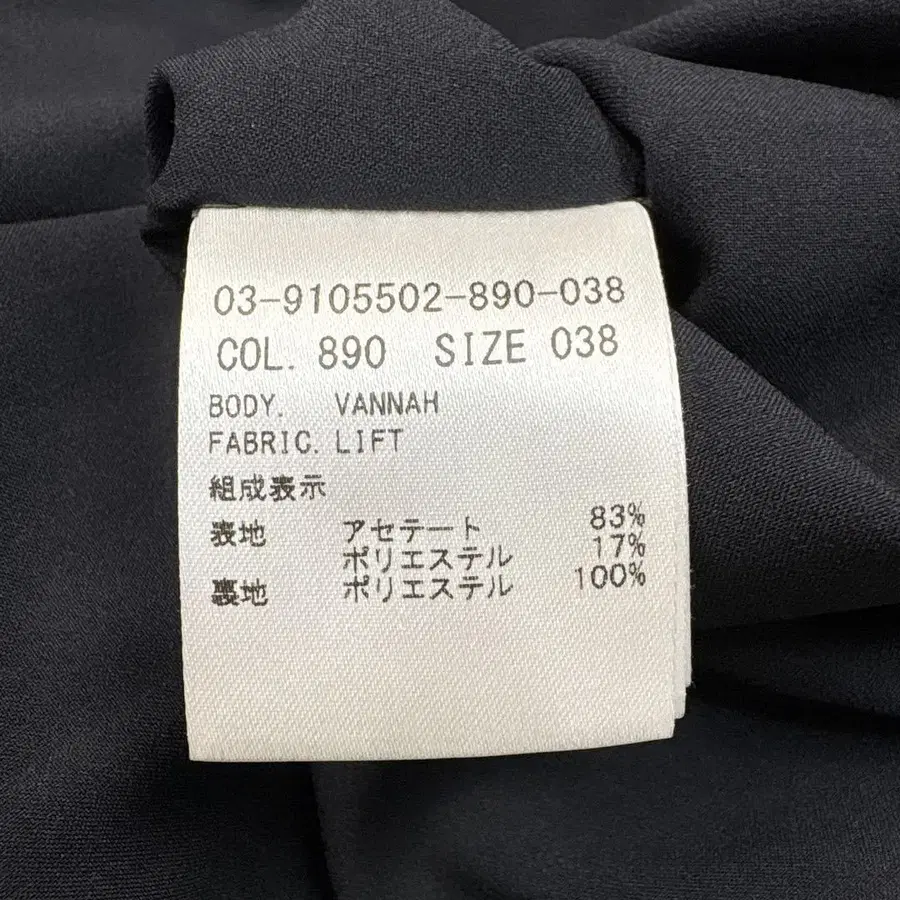 03-9105502-890-038
COL. 890 SIZE 038
BODY. VANNAH
FABRIC. LIFT
組成表示
表地 アセテート 83%
ポリエステル 17%
裏地 ポリエステル 100%